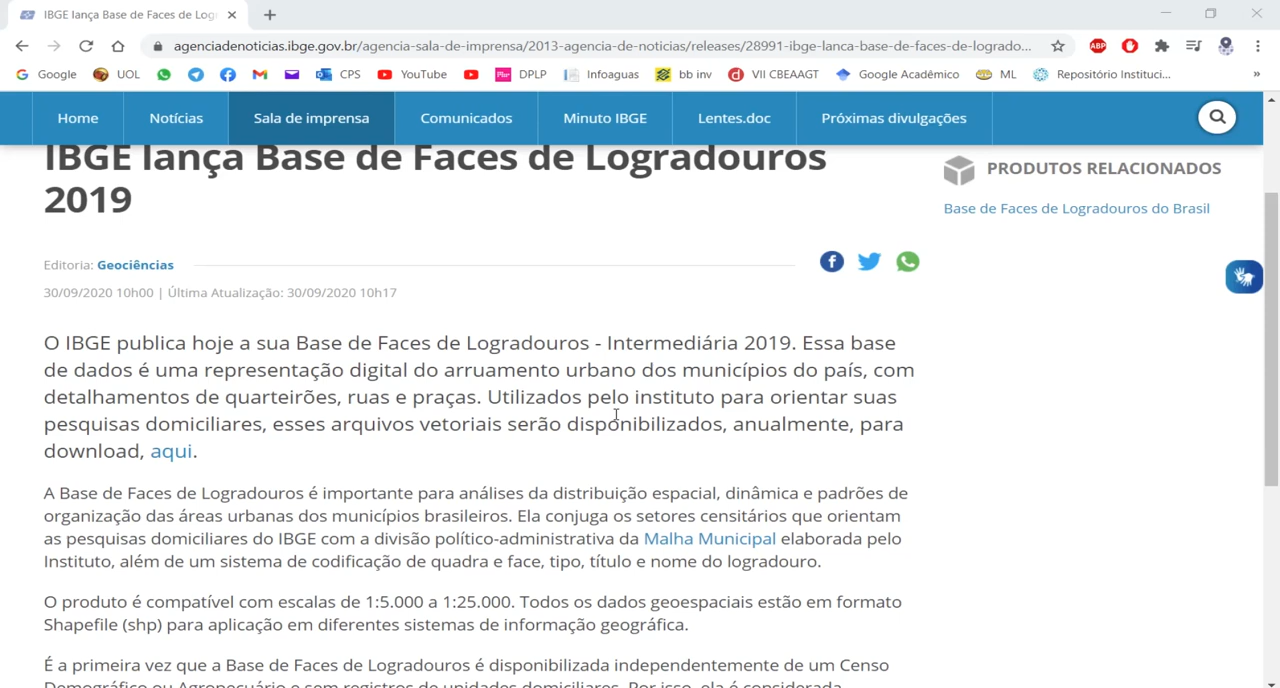 IBGE lança Base de Faces de Logr
agenciadenoticias.ibge.gov.br/agencia-sala-de-imprensa/2013-agencia-de-noticias/releases/28991-ibge-lanca-base-de-faces-de-logrado...
ABP
Google UOL CPS YouTube DPLP Infoaguas bb inv VII CBEAAGT Google Acadêmico ML Repositório Instituci... »
Home Notícias Sala de imprensa Comunicados Minuto IBGE Lentes.doc Próximas divulgações
IBGE lança Base de Faces de Logradouros
2019
PRODUTOS RELACIONADOS
Base de Faces de Logradouros do Brasil
Editoria: Geociências
30/09/2020 10h00 | Última Atualização: 30/09/2020 10h17
O IBGE publica hoje a sua Base de Faces de Logradouros - Intermediária 2019. Essa base
de dados é uma representação digital do arruamento urbano dos municípios do país, com
detalhamentos de quarteirões, ruas e praças. Utilizados pelo instituto para orientar suas
pesquisas domiciliares, esses arquivos vetoriais serão disponibilizados, anualmente, para
download, aqui.
A Base de Faces de Logradouros é importante para análises da distribuição espacial, dinâmica e padrões de
organização das áreas urbanas dos municípios brasileiros. Ela conjuga os setores censitários que orientam
as pesquisas domiciliares do IBGE com a divisão político-administrativa da Malha Municipal elaborada pelo
Instituto, além de um sistema de codificação de quadra e face, tipo, título e nome do logradouro.
O produto é compatível com escalas de 1:5.000 a 1:25.000. Todos os dados geoespaciais estão em formato
Shapefile (shp) para aplicação em diferentes sistemas de informação geográfica.
É a primeira vez que a Base de Faces de Logradouros é disponibilizada independentemente de um Censo
Demográfico ou Agropecuário e sem registros de unidades domiciliares. Por isso, ela é considerada